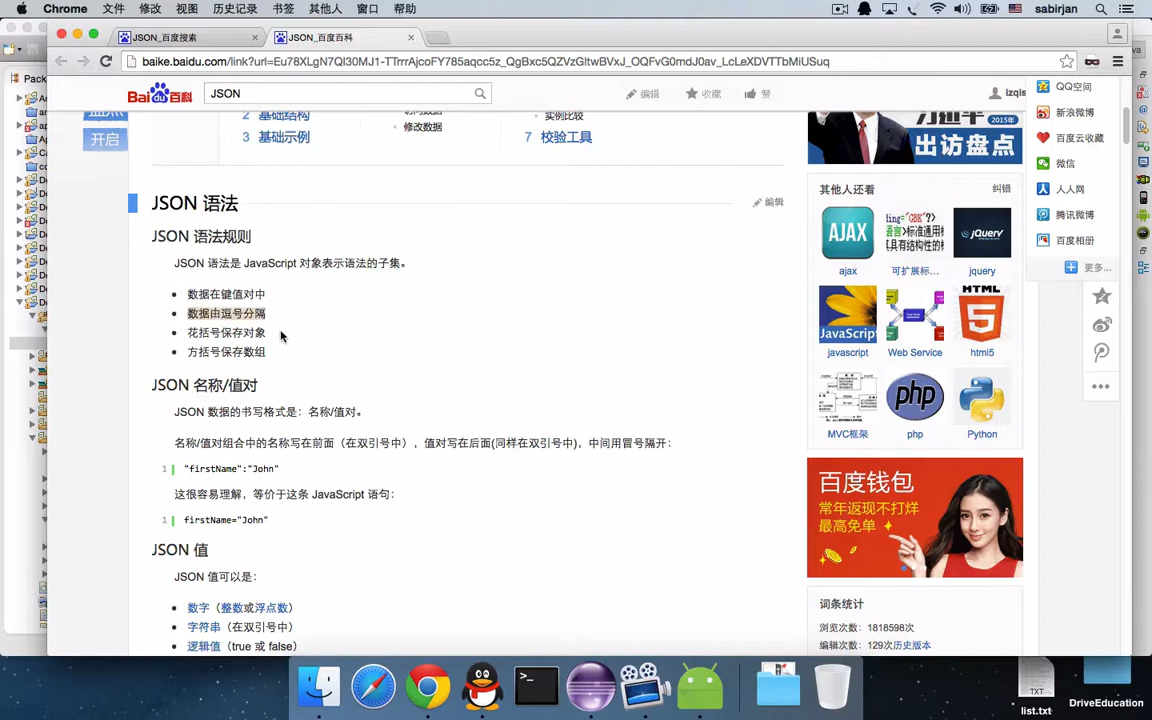 Chrome 文件 修改 视图 历史记录 书签 其他人 窗口 帮助 sabirjan
JSON_百度搜索 JSON_百度百科
baike.baidu.com/link?url=Eu78XLgN7QI30MJ1-TTrrrAjcoFY785aqcc5z_QgBxc5QZVzGltwBVxJ_OQFvG0mdJ0av_LcLeXDVTTbMiUSuq
Bai百科 JSON 编辑 收藏 赞 izqis
2 基础结构
修改数据
实例比较
3 基础示例
7 校验工具
开启
2015年
出访盘点
QQ空间
新浪微博
百度云收藏
微信
人人网
腾讯微博
百度相册
更多...
JSON 语法
编辑
JSON 语法规则
JSON 语法是 JavaScript 对象表示语法的子集。
数据在键值对中
数据由逗号分隔
花括号保存对象
方括号保存数组
JSON 名称/值对
JSON 数据的书写格式是：名称/值对。
名称/值对组合中的名称写在前面（在双引号中），值对写在后面(同样在双引号中)，中间用冒号隔开：
1 "firstName":"John"
这很容易理解，等价于这条 JavaScript 语句：
1 firstName="John"
JSON 值
JSON 值可以是：
数字（整数或浮点数）
字符串（在双引号中）
逻辑值（true 或 false）
其他人还看 纠错
AJAX
jQuery
ajax 可扩展标... jquery
JavaScript
HTML
5
javascript Web Service html5
php
MVC框架 php Python
百度钱包
常年返现不打烊
最高免单
词条统计
浏览次数：1818598次
编辑次数：129次历史版本
TXT
list.txt
DriveEducation